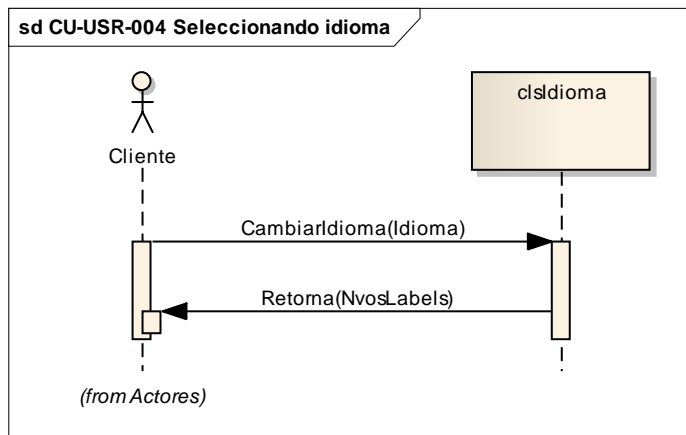 sd CU-USR-004 Seleccionando idioma
clsIdioma
Cliente
CambiarIdioma(Idioma)
Retorna(NvosLabels)
(from Actores)